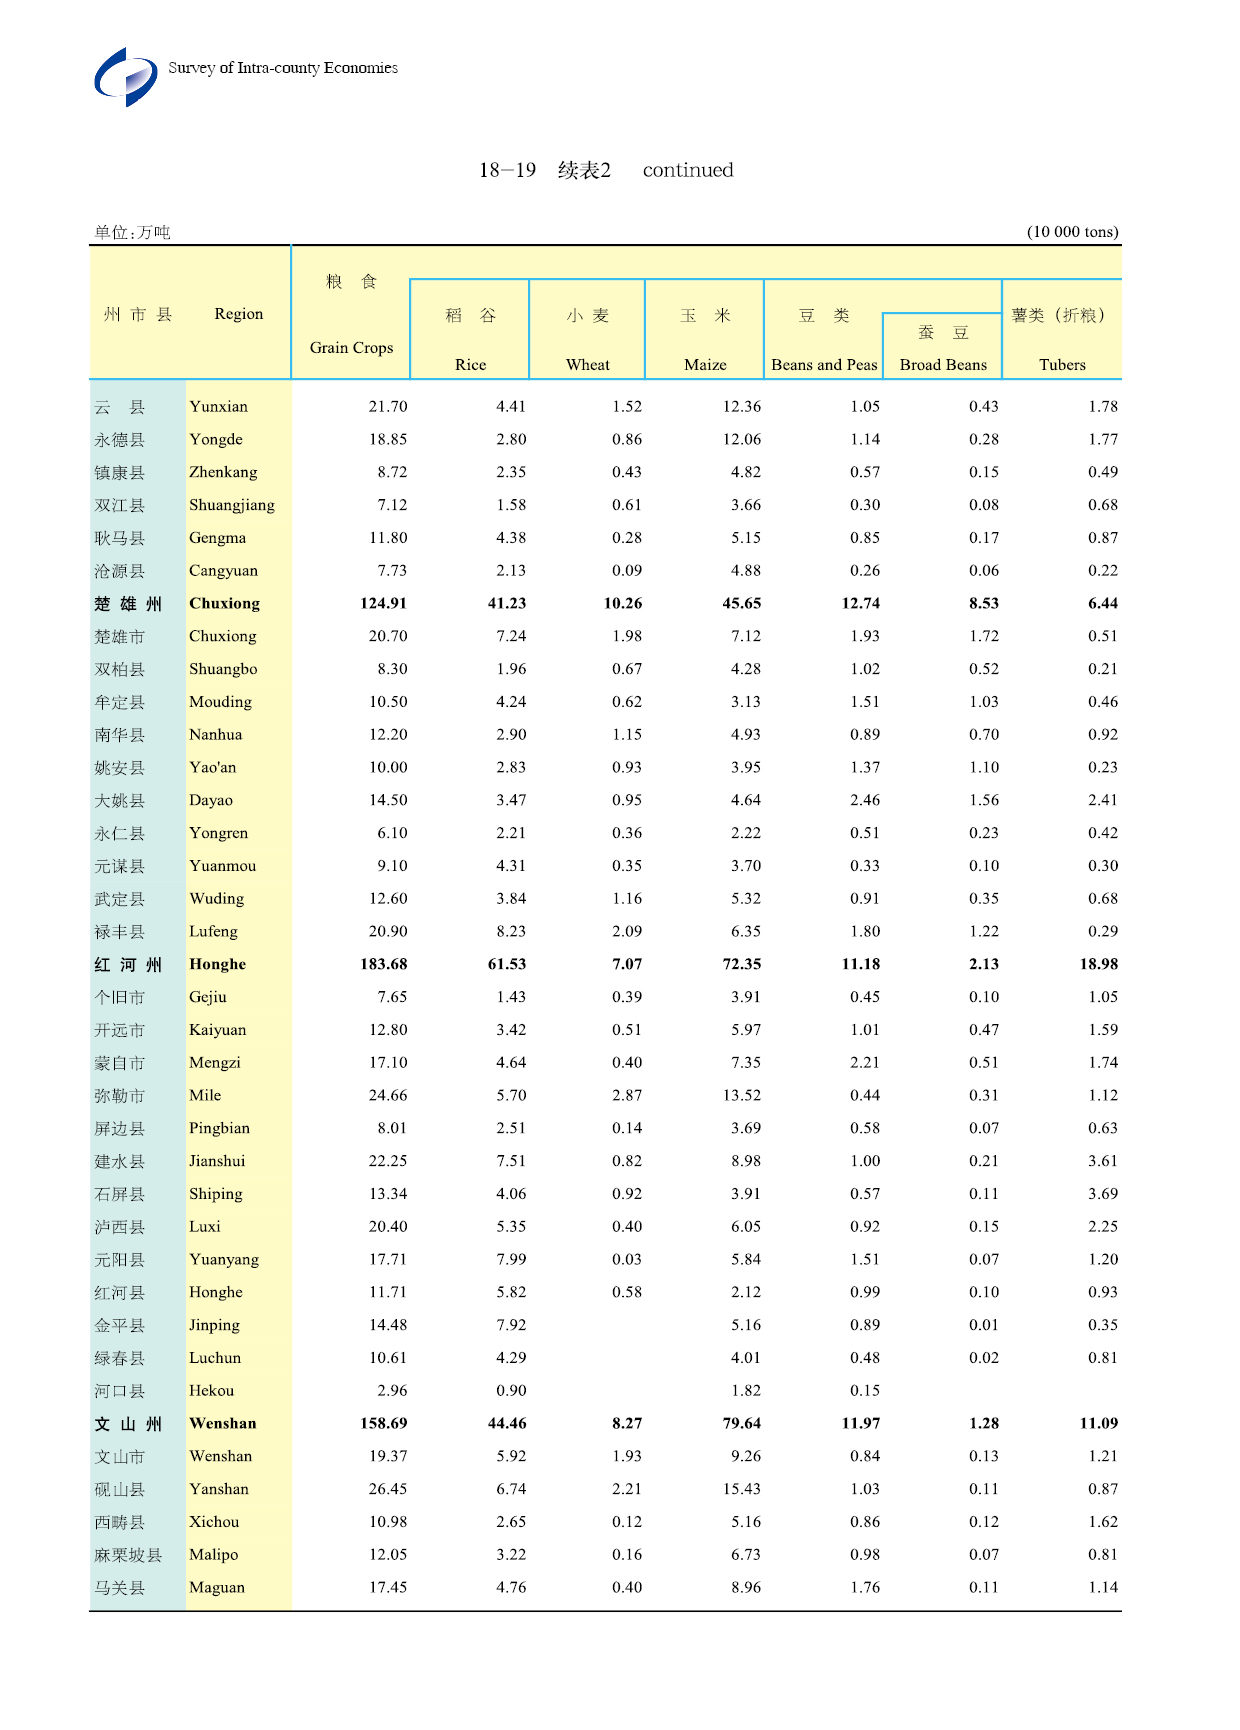 Survey of Intra-county Economies
18—19 续表2 continued
单位:万吨 (10 000 tons)
粮 食
州 市 县 Region 稻 谷 小 麦 玉 米 豆 类 薯类（折粮）
蚕 豆
Grain Crops
Rice Wheat Maize Beans and Peas Broad Beans Tubers
云 县 Yunxian 21.70 4.41 1.52 12.36 1.05 0.43 1.78
永德县 Yongde 18.85 2.80 0.86 12.06 1.14 0.28 1.77
镇康县 Zhenkang 8.72 2.35 0.43 4.82 0.57 0.15 0.49
双江县 Shuangjiang 7.12 1.58 0.61 3.66 0.30 0.08 0.68
耿马县 Gengma 11.80 4.38 0.28 5.15 0.85 0.17 0.87
沧源县 Cangyuan 7.73 2.13 0.09 4.88 0.26 0.06 0.22
楚 雄 州 Chuxiong 124.91 41.23 10.26 45.65 12.74 8.53 6.44
楚雄市 Chuxiong 20.70 7.24 1.98 7.12 1.93 1.72 0.51
双柏县 Shuangbo 8.30 1.96 0.67 4.28 1.02 0.52 0.21
牟定县 Mouding 10.50 4.24 0.62 3.13 1.51 1.03 0.46
南华县 Nanhua 12.20 2.90 1.15 4.93 0.89 0.70 0.92
姚安县 Yao'an 10.00 2.83 0.93 3.95 1.37 1.10 0.23
大姚县 Dayao 14.50 3.47 0.95 4.64 2.46 1.56 2.41
永仁县 Yongren 6.10 2.21 0.36 2.22 0.51 0.23 0.42
元谋县 Yuanmou 9.10 4.31 0.35 3.70 0.33 0.10 0.30
武定县 Wuding 12.60 3.84 1.16 5.32 0.91 0.35 0.68
禄丰县 Lufeng 20.90 8.23 2.09 6.35 1.80 1.22 0.29
红 河 州 Honghe 183.68 61.53 7.07 72.35 11.18 2.13 18.98
个旧市 Gejiu 7.65 1.43 0.39 3.91 0.45 0.10 1.05
开远市 Kaiyuan 12.80 3.42 0.51 5.97 1.01 0.47 1.59
蒙自市 Mengzi 17.10 4.64 0.40 7.35 2.21 0.51 1.74
弥勒市 Mile 24.66 5.70 2.87 13.52 0.44 0.31 1.12
屏边县 Pingbian 8.01 2.51 0.14 3.69 0.58 0.07 0.63
建水县 Jianshui 22.25 7.51 0.82 8.98 1.00 0.21 3.61
石屏县 Shiping 13.34 4.06 0.92 3.91 0.57 0.11 3.69
泸西县 Luxi 20.40 5.35 0.40 6.05 0.92 0.15 2.25
元阳县 Yuanyang 17.71 7.99 0.03 5.84 1.51 0.07 1.20
红河县 Honghe 11.71 5.82 0.58 2.12 0.99 0.10 0.93
金平县 Jinping 14.48 7.92 5.16 0.89 0.01 0.35
绿春县 Luchun 10.61 4.29 4.01 0.48 0.02 0.81
河口县 Hekou 2.96 0.90 1.82 0.15
文 山 州 Wenshan 158.69 44.46 8.27 79.64 11.97 1.28 11.09
文山市 Wenshan 19.37 5.92 1.93 9.26 0.84 0.13 1.21
砚山县 Yanshan 26.45 6.74 2.21 15.43 1.03 0.11 0.87
西畴县 Xichou 10.98 2.65 0.12 5.16 0.86 0.12 1.62
麻栗坡县 Malipo 12.05 3.22 0.16 6.73 0.98 0.07 0.81
马关县 Maguan 17.45 4.76 0.40 8.96 1.76 0.11 1.14